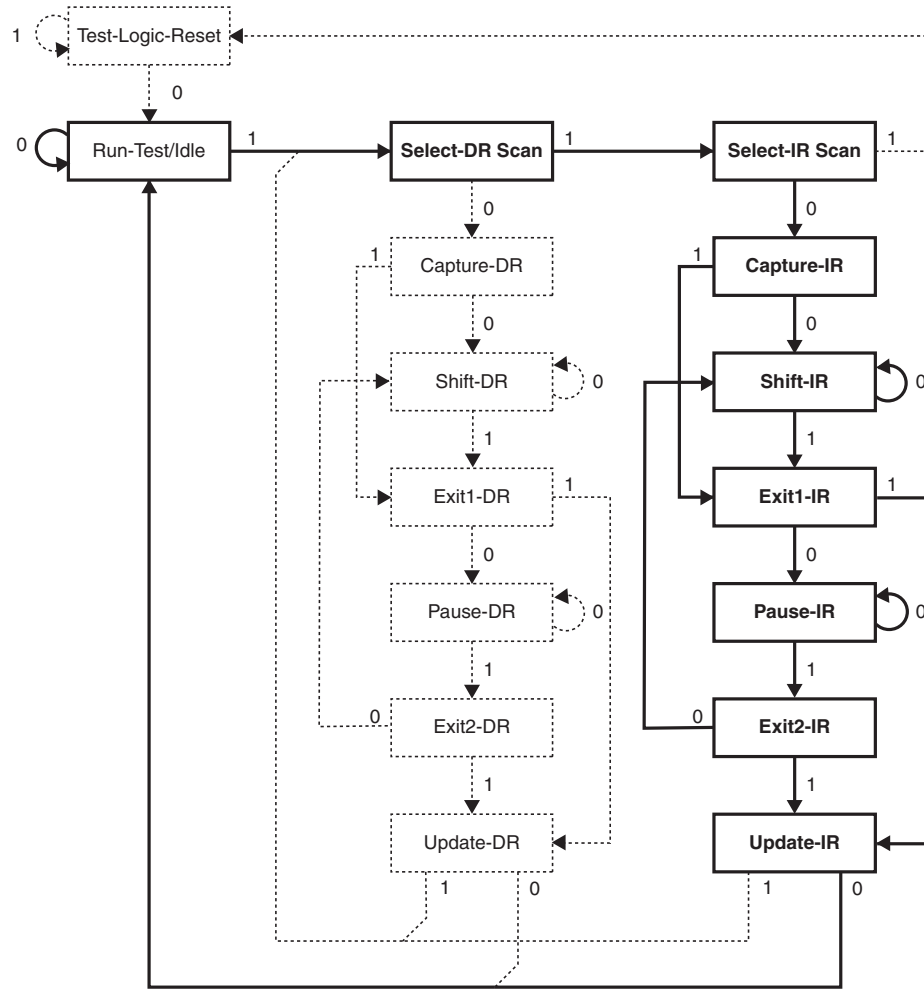 1
Test-Logic-Reset
0
0
Run-Test/Idle
1
Select-DR Scan
1
Select-IR Scan
1
0
0
1
Capture-DR
1
Capture-IR
0
0
Shift-DR
0
Shift-IR
0
1
1
Exit1-DR
1
Exit1-IR
1
0
0
Pause-DR
0
Pause-IR
0
1
1
0
Exit2-DR
0
Exit2-IR
1
1
Update-DR
Update-IR
1
0
1
0